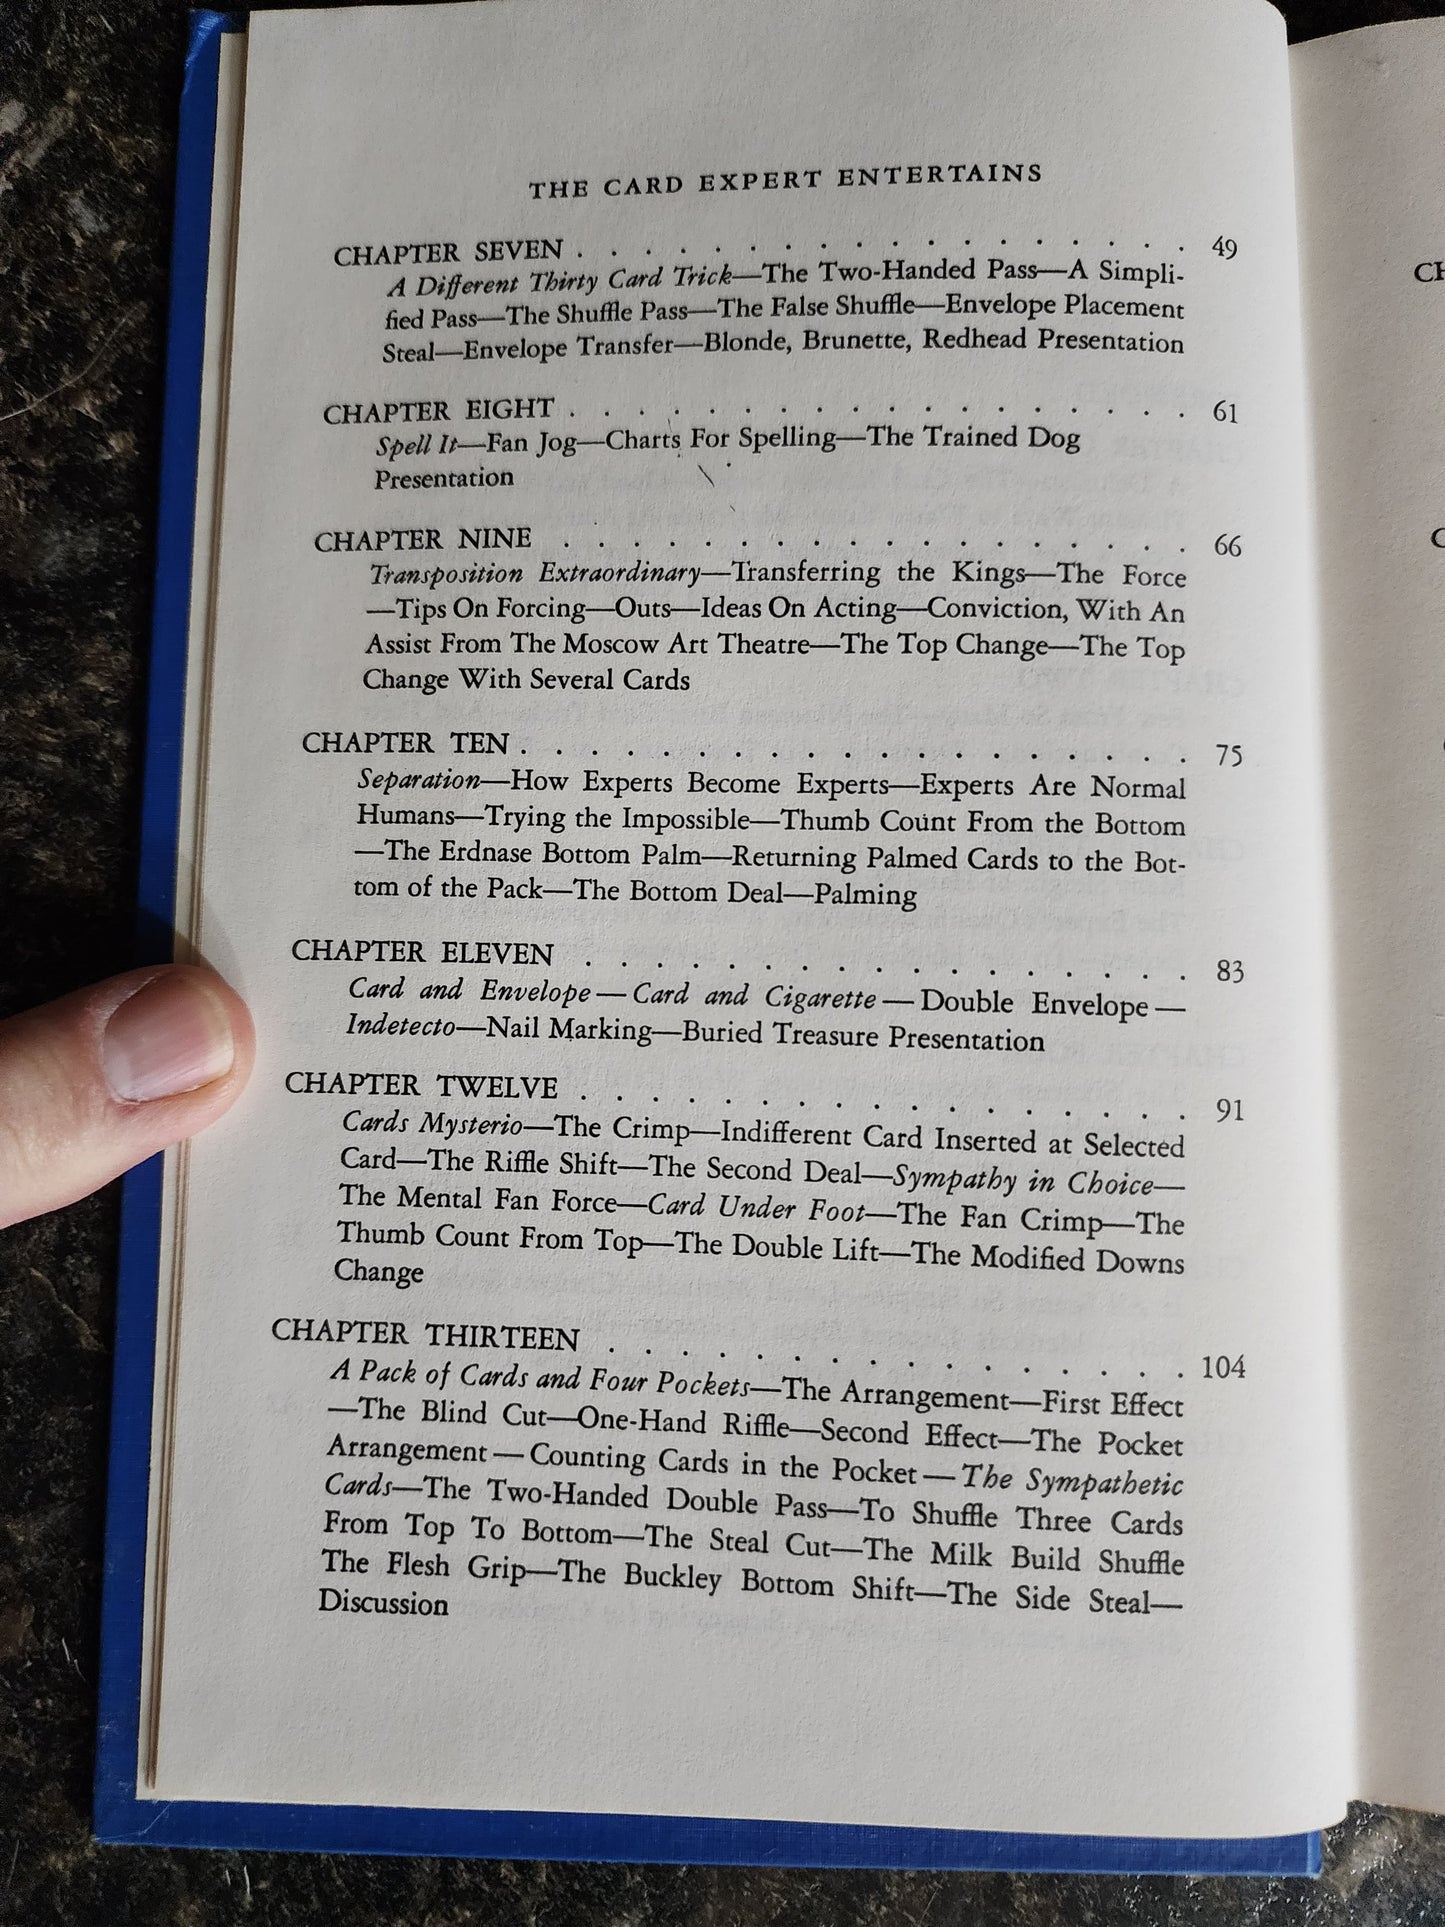 THE CARD EXPERT ENTERTAINS
CHAPTER SEVEN . . . . . . . . . . . . . . . . . . 49
A Different Thirty Card Trick—The Two-Handed Pass—A Simpli-
fied Pass—The Shuffle Pass—The False Shuffle—Envelope Placement
Steal—Envelope Transfer—Blonde, Brunette, Redhead Presentation
CHAPTER EIGHT . . . . . . . . . . . . . . . . . . 61
Spell It—Fan Jog—Charts For Spelling—The Trained Dog
Presentation
CHAPTER NINE . . . . . . . . . . . . . . . . . . 66
Transposition Extraordinary—Transferring the Kings—The Force
—Tips On Forcing—Outs—Ideas On Acting—Conviction, With An
Assist From The Moscow Art Theatre—The Top Change—The Top
Change With Several Cards
CHAPTER TEN . . . . . . . . . . . . . . . . . . . 75
Separation—How Experts Become Experts—Experts Are Normal
Humans—Trying the Impossible—Thumb Count From the Bottom
—The Erdnase Bottom Palm—Returning Palmed Cards to the Bot-
tom of the Pack—The Bottom Deal—Palming
CHAPTER ELEVEN . . . . . . . . . . . . . . . . . 83
Card and Envelope—Card and Cigarette—Double Envelope—
Indetecto—Nail Marking—Buried Treasure Presentation
CHAPTER TWELVE . . . . . . . . . . . . . . . . . 91
Cards Mysterio—The Crimp—Indifferent Card Inserted at Selected
Card—The Riffle Shift—The Second Deal—Sympathy in Choice—
The Mental Fan Force—Card Under Foot—The Fan Crimp—The
Thumb Count From Top—The Double Lift—The Modified Downs
Change
CHAPTER THIRTEEN . . . . . . . . . . . . . . . . 104
A Pack of Cards and Four Pockets—The Arrangement—First Effect
—The Blind Cut—One-Hand Riffle—Second Effect—The Pocket
Arrangement—Counting Cards in the Pocket—The Sympathetic
Cards—The Two-Handed Double Pass—To Shuffle Three Cards
From Top To Bottom—The Steal Cut—The Milk Build Shuffle
The Flesh Grip—The Buckley Bottom Shift—The Side Steal—
Discussion